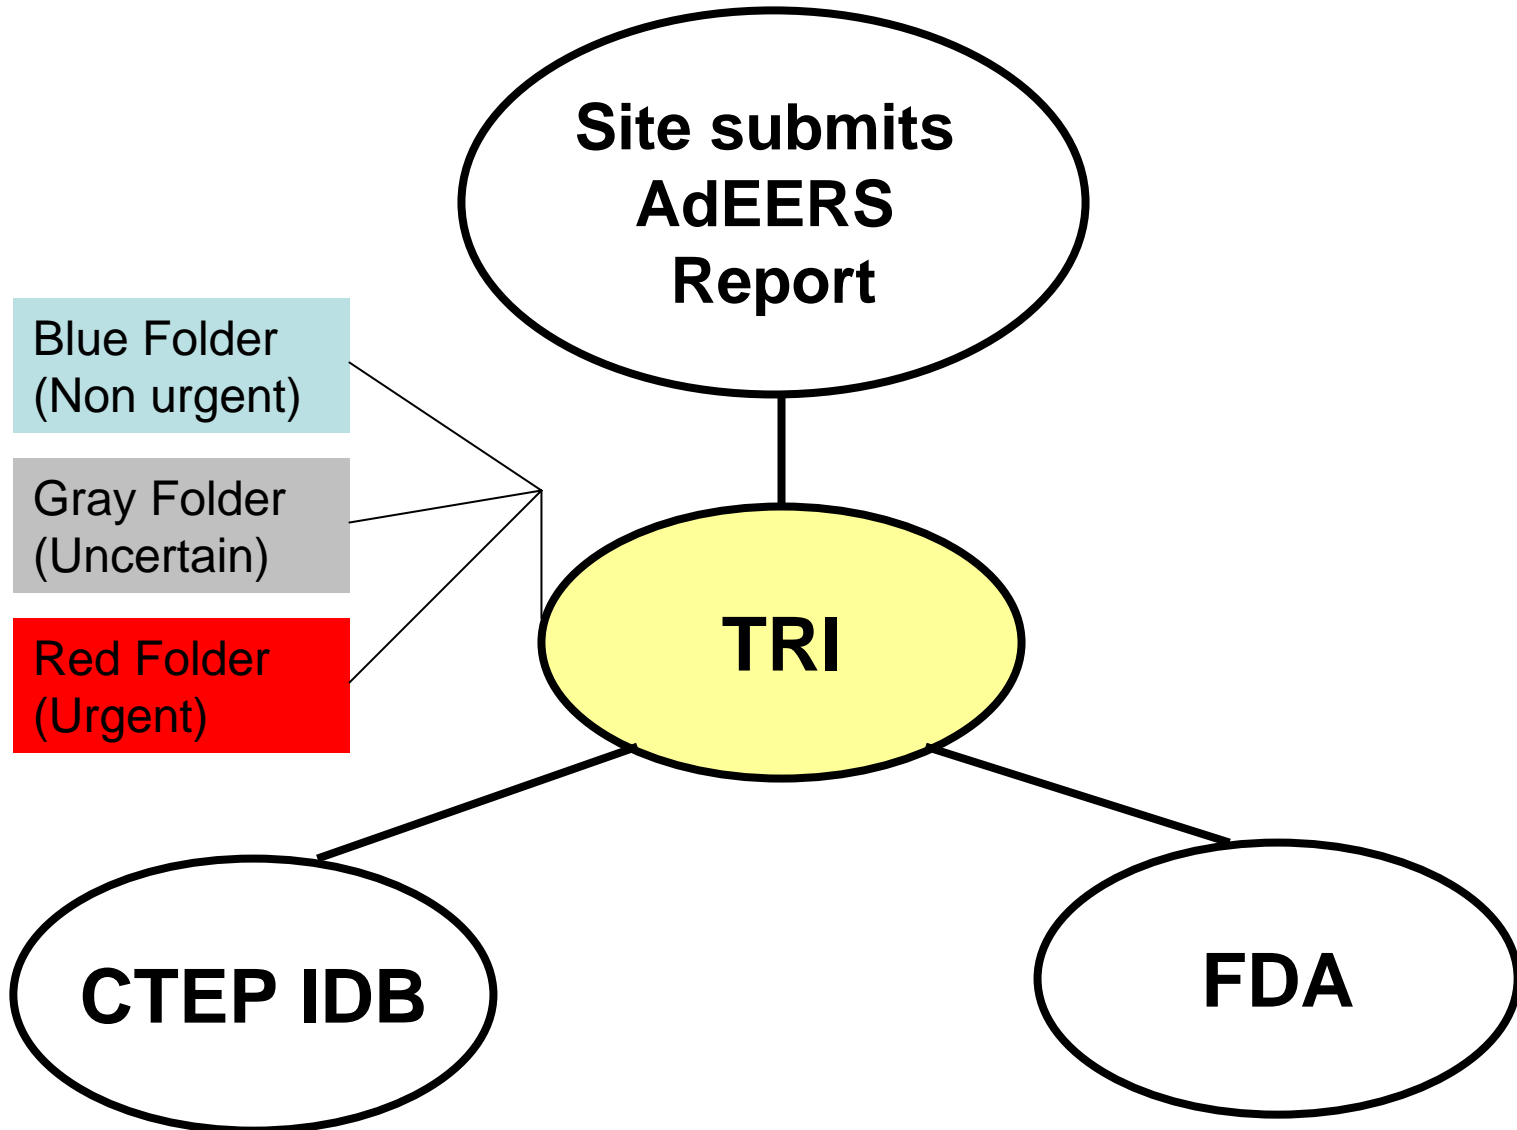 Site submits
AdEERS
Report
Blue Folder
(Non urgent)
Gray Folder
(Uncertain)
Red Folder
(Urgent)
TRI
CTEP IDB
FDA